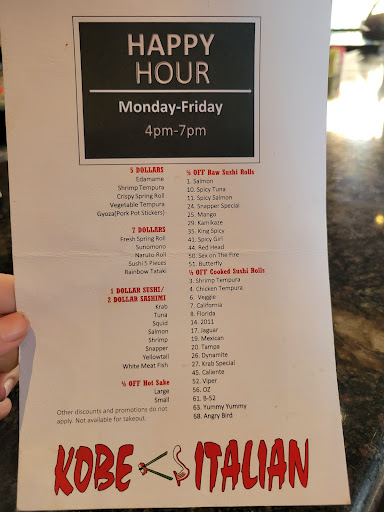 HAPPY
HOUR
Monday-Friday
4pm-7pm
5 DOLLARS
Edamame
Shrimp Tempura
Crispy Spring Roll
Vegetable Tempura
Gyoza(Pork Pot Stickers)
7 DOLLARS
Fresh Spring Roll
Sunomono
Naruto Roll
Sushi 5 Pieces
Rainbow Tataki
1 DOLLAR SUSHI/
2 DOLLAR SASHIMI
Krab
Tuna
Squid
Salmon
Shrimp
Snapper
Yellowtail
White Meat Fish
½ OFF Hot Sake
Large
Small
Other discounts and promotions do not
apply. Not available for takeout.
½ OFF Raw Sushi Rolls
1. Salmon
10. Spicy Tuna
11. Spicy Salmon
24. Snapper Special
25. Mango
29. Kamikaze
35. King Spicy
41. Spicy Girl
44. Red Head
50. Sex on The Fire
51. Butterfly
½ OFF Cooked Sushi Rolls
3. Shrimp Tempura
4. Chicken Tempura
6. Veggie
7. California
8. Florida
14. 2011
17. Jaguar
19. Mexican
20. Tampa
26. Dynamite
27. Krab Special
45. Caliente
52. Viper
56. OZ
61. B-52
63. Yummy Yummy
68. Angry Bird
KOBE ITALIAN